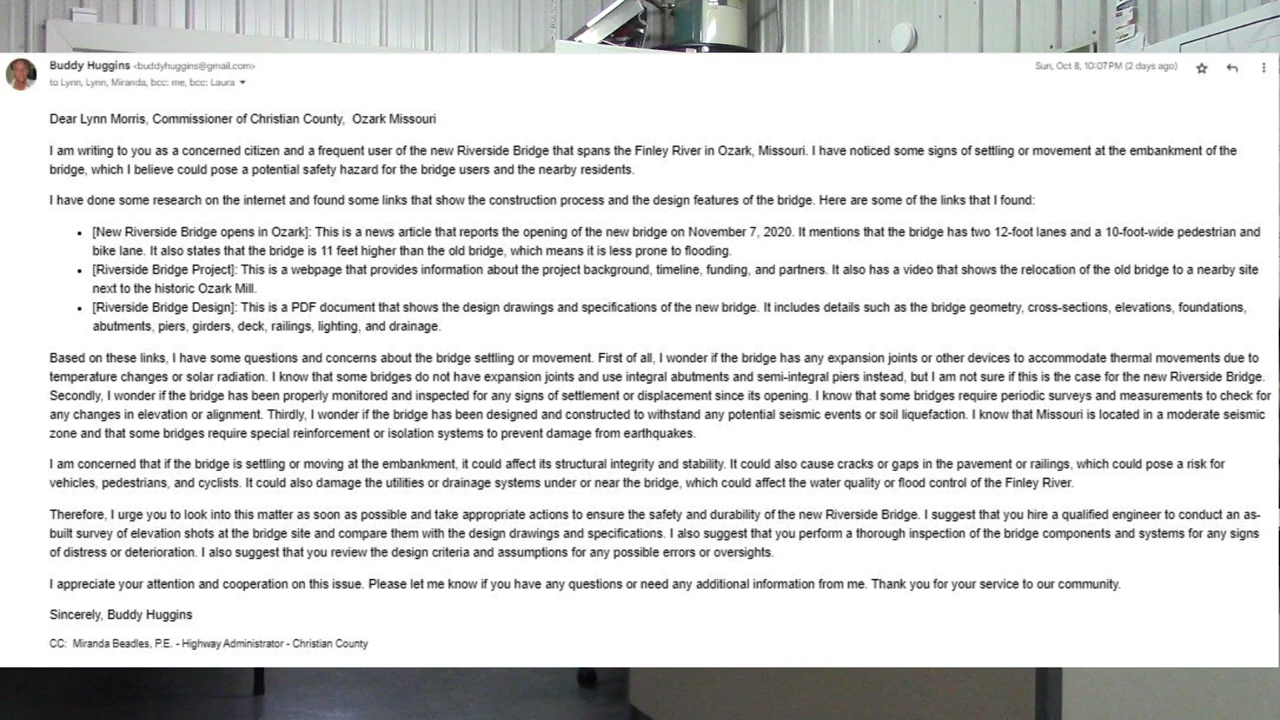 Buddy Huggins <buddyhuggins@gmail.com>
Sun, Oct 8, 10:07 PM (2 days ago)
to Lynn, Lynn, Miranda, bcc: me, bcc: Laura
Dear Lynn Morris, Commissioner of Christian County, Ozark Missouri
I am writing to you as a concerned citizen and a frequent user of the new Riverside Bridge that spans the Finley River in Ozark, Missouri. I have noticed some signs of settling or movement at the embankment of the
bridge, which I believe could pose a potential safety hazard for the bridge users and the nearby residents.
I have done some research on the internet and found some links that show the construction process and the design features of the bridge. Here are some of the links that I found:
• [New Riverside Bridge opens in Ozark]: This is a news article that reports the opening of the new bridge on November 7, 2020. It mentions that the bridge has two 12-foot lanes and a 10-foot-wide pedestrian and
bike lane. It also states that the bridge is 11 feet higher than the old bridge, which means it is less prone to flooding.
• [Riverside Bridge Project]: This is a webpage that provides information about the project background, timeline, funding, and partners. It also has a video that shows the relocation of the old bridge to a nearby site
next to the historic Ozark Mill.
• [Riverside Bridge Design]: This is a PDF document that shows the design drawings and specifications of the new bridge. It includes details such as the bridge geometry, cross-sections, elevations, foundations,
abutments, piers, girders, deck, railings, lighting, and drainage.
Based on these links, I have some questions and concerns about the bridge settling or movement. First of all, I wonder if the bridge has any expansion joints or other devices to accommodate thermal movements due to
temperature changes or solar radiation. I know that some bridges do not have expansion joints and use integral abutments and semi-integral piers instead, but I am not sure if this is the case for the new Riverside Bridge.
Secondly, I wonder if the bridge has been properly monitored and inspected for any signs of settlement or displacement since its opening. I know that some bridges require periodic surveys and measurements to check for
any changes in elevation or alignment. Thirdly, I wonder if the bridge has been designed and constructed to withstand any potential seismic events or soil liquefaction. I know that Missouri is located in a moderate seismic
zone and that some bridges require special reinforcement or isolation systems to prevent damage from earthquakes.
I am concerned that if the bridge is settling or moving at the embankment, it could affect its structural integrity and stability. It could also cause cracks or gaps in the pavement or railings, which could pose a risk for
vehicles, pedestrians, and cyclists. It could also damage the utilities or drainage systems under or near the bridge, which could affect the water quality or flood control of the Finley River.
Therefore, I urge you to look into this matter as soon as possible and take appropriate actions to ensure the safety and durability of the new Riverside Bridge. I suggest that you hire a qualified engineer to conduct an as-
built survey of elevation shots at the bridge site and compare them with the design drawings and specifications. I also suggest that you perform a thorough inspection of the bridge components and systems for any signs
of distress or deterioration. I also suggest that you review the design criteria and assumptions for any possible errors or oversights.
I appreciate your attention and cooperation on this issue. Please let me know if you have any questions or need any additional information from me. Thank you for your service to our community.
Sincerely, Buddy Huggins
CC: Miranda Beadles, P.E. - Highway Administrator - Christian County